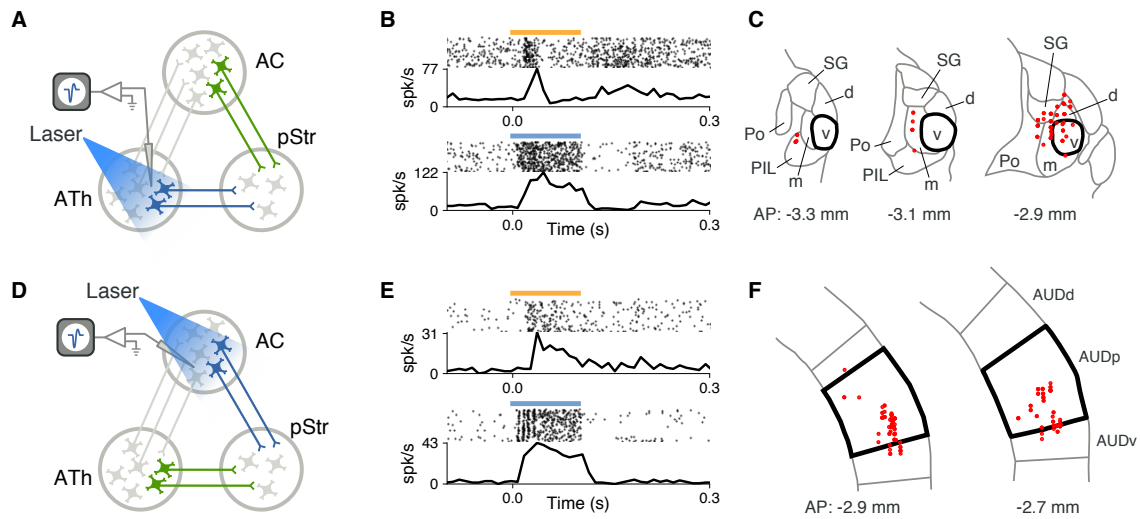 A
AC
pStr
Laser
ATh
B
spk/s
77
0
0.0
0.3
spk/s
122
0
0.0
0.3
Time (s)
C
SG
d
Po
v
PIL
m
SG
d
Po
v
PIL
m
SG
d
v
Po
m
AP: -3.3 mm
-3.1 mm
-2.9 mm
D
Laser
AC
pStr
ATh
E
spk/s
31
0
0.0
0.3
spk/s
43
0
0.0
0.3
Time (s)
F
AUDd
AUDp
AUDv
AP: -2.9 mm
-2.7 mm